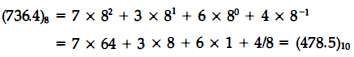 (736.4)₈ = 7 × 8² + 3 × 8¹ + 6 × 8⁰ + 4 × 8⁻¹
= 7 × 64 + 3 × 8 + 6 × 1 + 4/8 = (478.5)₁₀